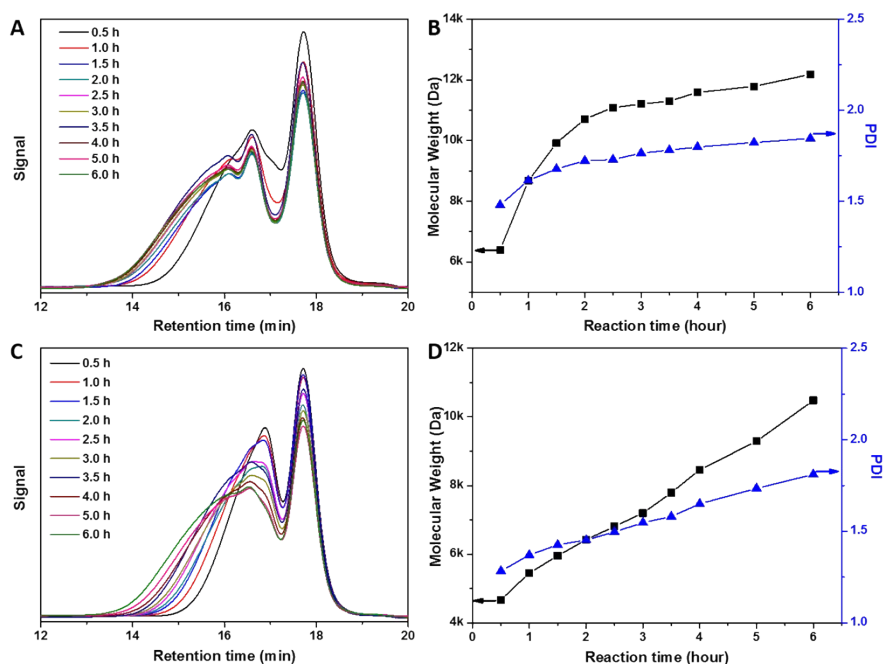 A
0.5 h
1.0 h
1.5 h
2.0 h
2.5 h
3.0 h
3.5 h
4.0 h
5.0 h
6.0 h
Signal
12 14 16 18 20
Retention time (min)
B
14k
12k
10k
8k
6k
Molecular Weight (Da)
2.5
2.0
1.5
1.0
PDI
0 1 2 3 4 5 6
Reaction time (hour)
C
0.5 h
1.0 h
1.5 h
2.0 h
2.5 h
3.0 h
3.5 h
4.0 h
5.0 h
6.0 h
Signal
12 14 16 18 20
Retention time (min)
D
12k
10k
8k
6k
4k
Molecular Weight (Da)
2.5
2.0
1.5
1.0
PDI
0 1 2 3 4 5 6
Reaction time (hour)